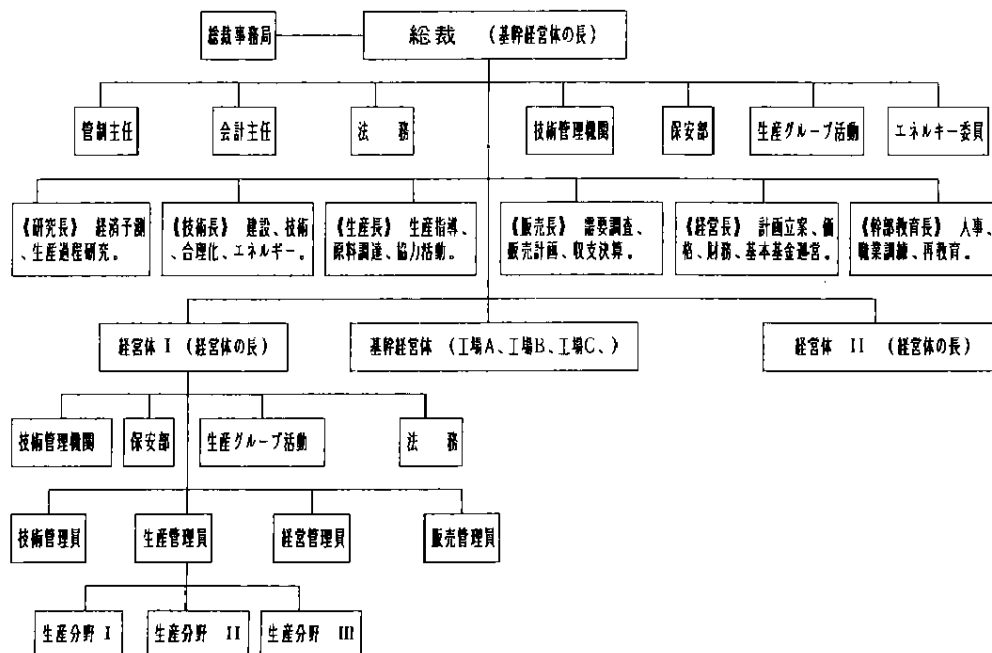 総裁事務局
総裁 (基幹経営体の長)
管制主任
会計主任
法 務
技術管理機関
保安部
生産グループ活動
エネルキー委員
《研究長》 経済予測
、生産過程研究。
《技術長》 建設、技術
、合理化、エネルギー。
《生産長》 生産指導、
原料調達、協力活動。
《販売長》 需要調査、
販売計画、収支決算。
《経営長》 計画立案、価
格、財務、基本基金運営。
《幹部教育長》 人事、
職業訓練、再教育。
経営体 I (経営体の長)
基幹経営体 (工場A、工場B、工場C、)
経営体 II (経営体の長)
技術管理機関
保安部
生産グループ活動
法 務
技術管理員
生産管理員
経営管理員
販売管理員
生産分野 I
生産分野 II
生産分野 III